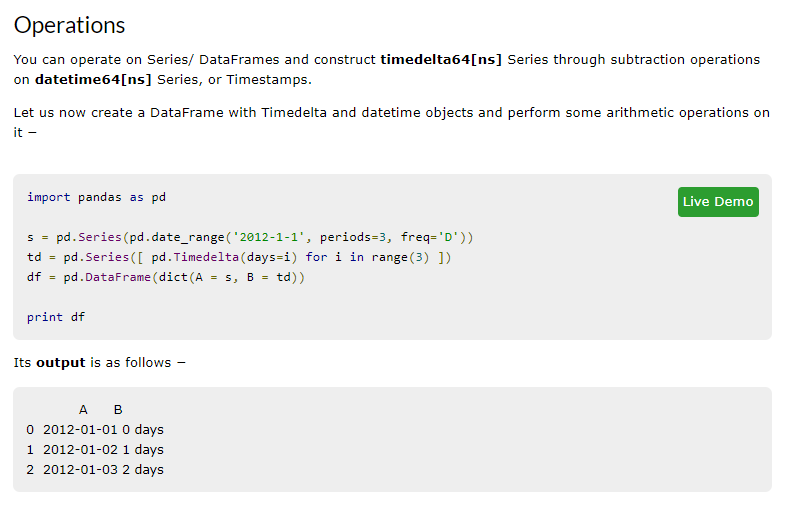 Operations
You can operate on Series/ DataFrames and construct timedelta64[ns] Series through subtraction operations
on datetime64[ns] Series, or Timestamps.
Let us now create a DataFrame with Timedelta and datetime objects and perform some arithmetic operations on
it −
Live Demo
import pandas as pd
s = pd.Series(pd.date_range('2012-1-1', periods=3, freq='D'))
td = pd.Series([ pd.Timedelta(days=i) for i in range(3) ])
df = pd.DataFrame(dict(A = s, B = td))
print df
Its output is as follows −
A B
0 2012-01-01 0 days
1 2012-01-02 1 days
2 2012-01-03 2 days